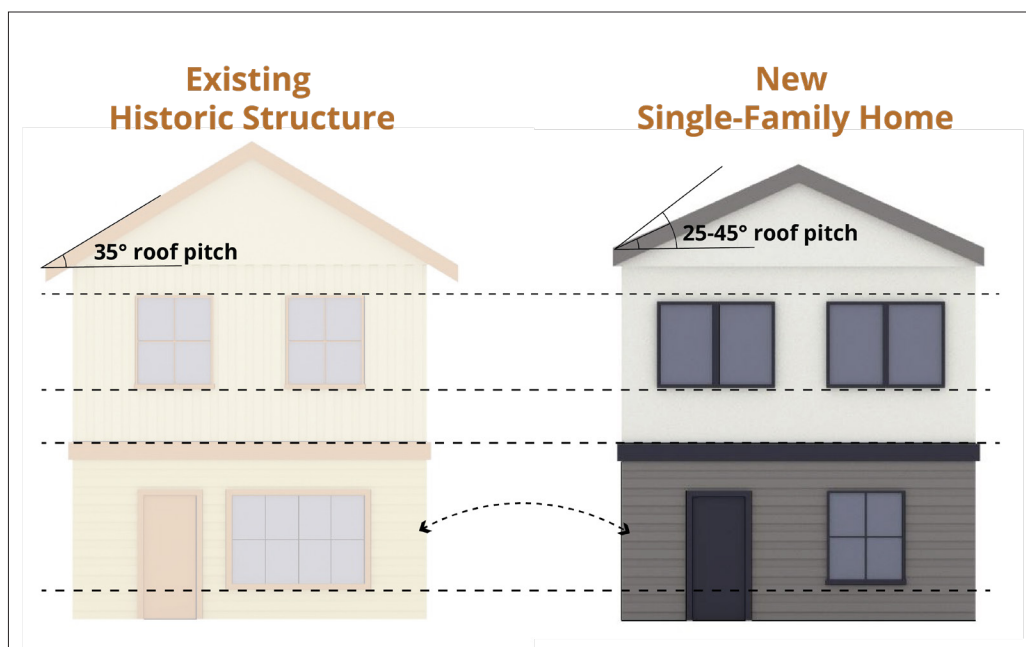 Existing
Historic Structure
New
Single-Family Home
35° roof pitch
25-45° roof pitch